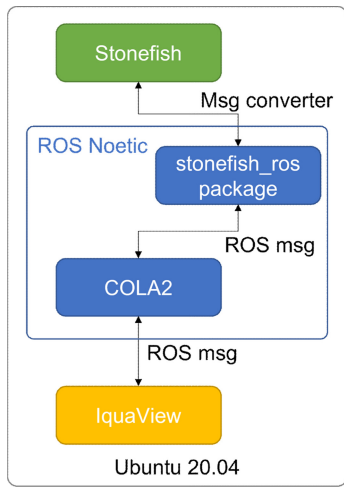 Stonefish
Msg converter
ROS Noetic
stonefish_ros
package
ROS msg
COLA2
ROS msg
IquaView
Ubuntu 20.04